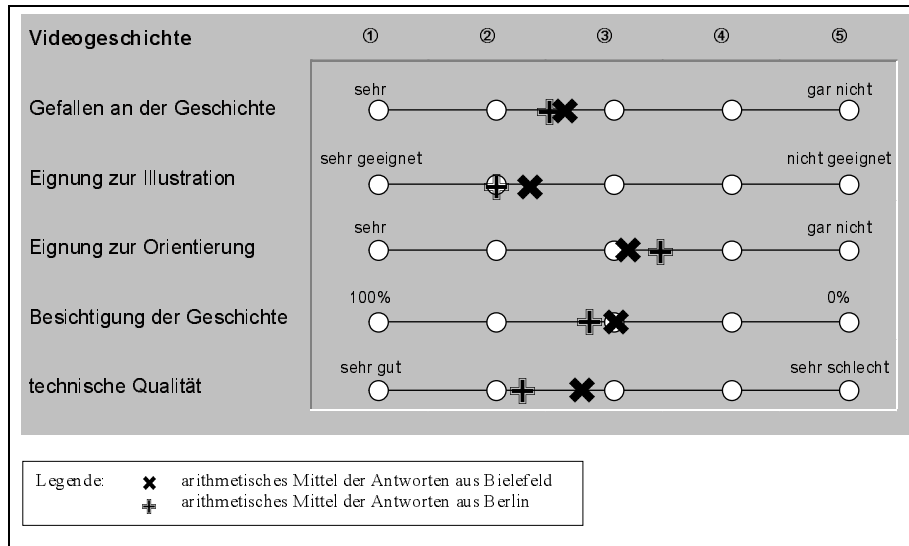 Videogeschichte ① ② ③ ④ ⑤
sehr gar nicht
Gefallen an der Geschichte
sehr geeignet nicht geeignet
Eignung zur Illustration
sehr gar nicht
Eignung zur Orientierung
100% 0%
Besichtigung der Geschichte
sehr gut sehr schlecht
technische Qualität
Legende: arithmetisches Mittel der Antworten aus Bielefeld
arithmetisches Mittel der Antworten aus Berlin